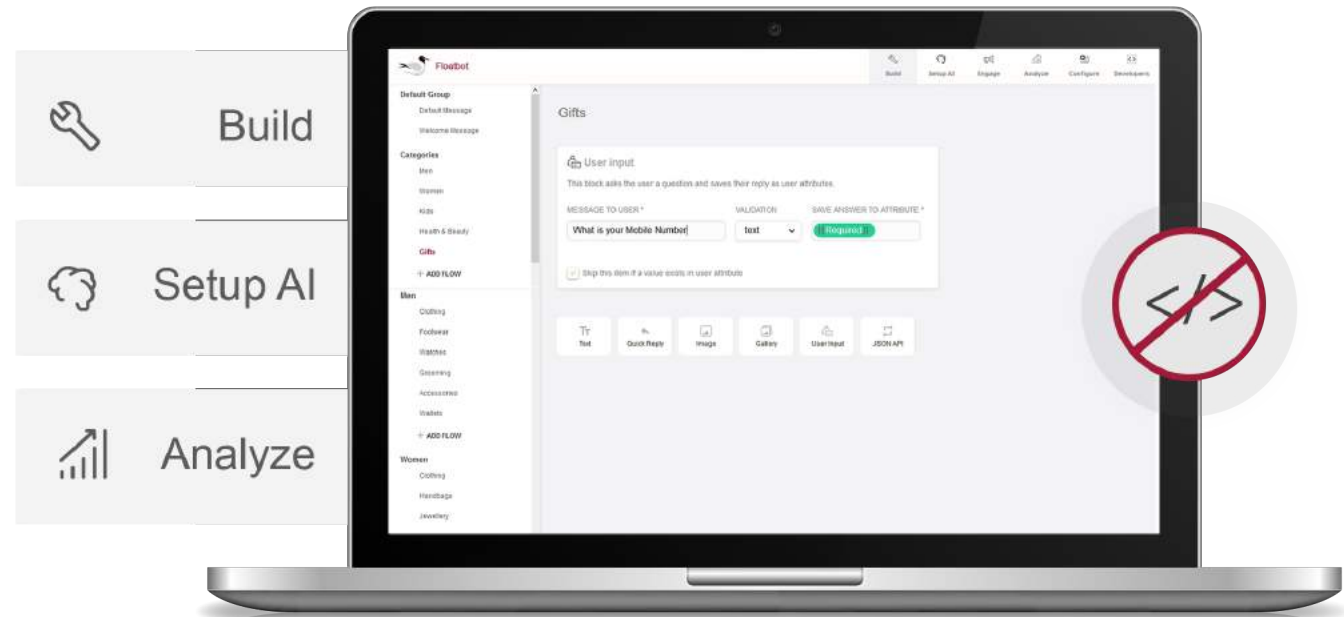 Build
Setup AI
Analyze
Floatbot
Build Setup AI Engage Analyze Configure Developers
Default Group
Default Message
Welcome Message
Categories
Men
Women
Kids
Health & Beauty
Gifts
+ ADD FLOW
Men
Clothing
Footwear
Watches
Grooming
Accessories
Wallets
+ ADD FLOW
Women
Clothing
Handbags
Jewellery
Gifts
User input
This block asks the user a question and saves their reply as user attributes.
MESSAGE TO USER * VALIDATION SAVE ANSWER TO ATTRIBUTE *
What is your Mobile Number text Required
Skip this item if a value exists in user attribute
Text Quick Reply Image Gallery User Input JSON API
</>